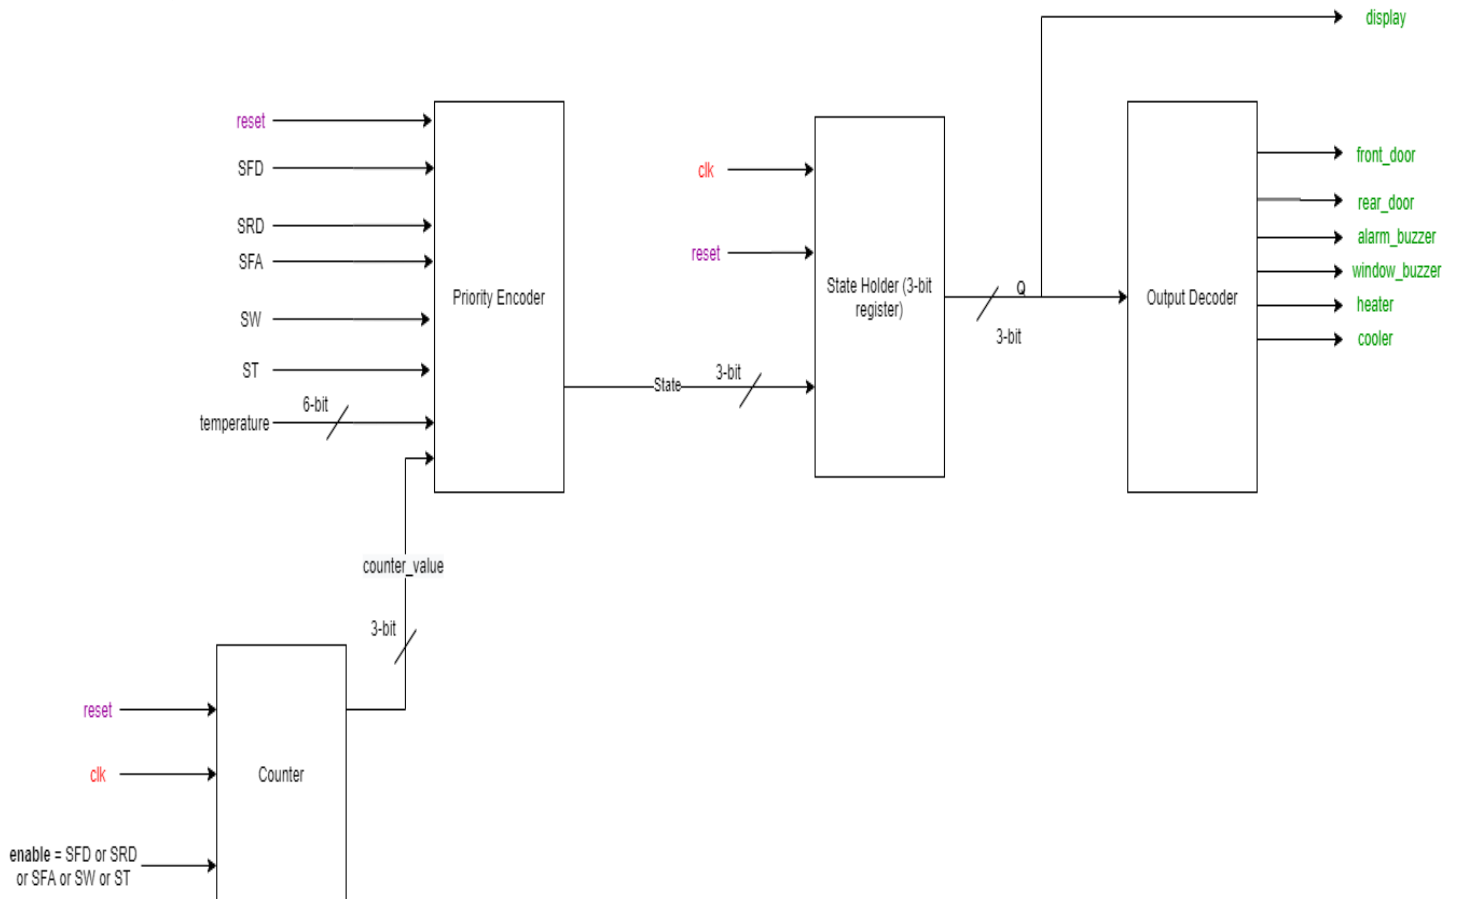 display
reset
SFD
SRD
SFA
SW
ST
6-bit
temperature
Priority Encoder
State
3-bit
clk
reset
State Holder (3-bit
register)
Q
3-bit
Output Decoder
front_door
rear_door
alarm_buzzer
window_buzzer
heater
cooler
counter_value
3-bit
reset
clk
Counter
enable = SFD or SRD
or SFA or SW or ST